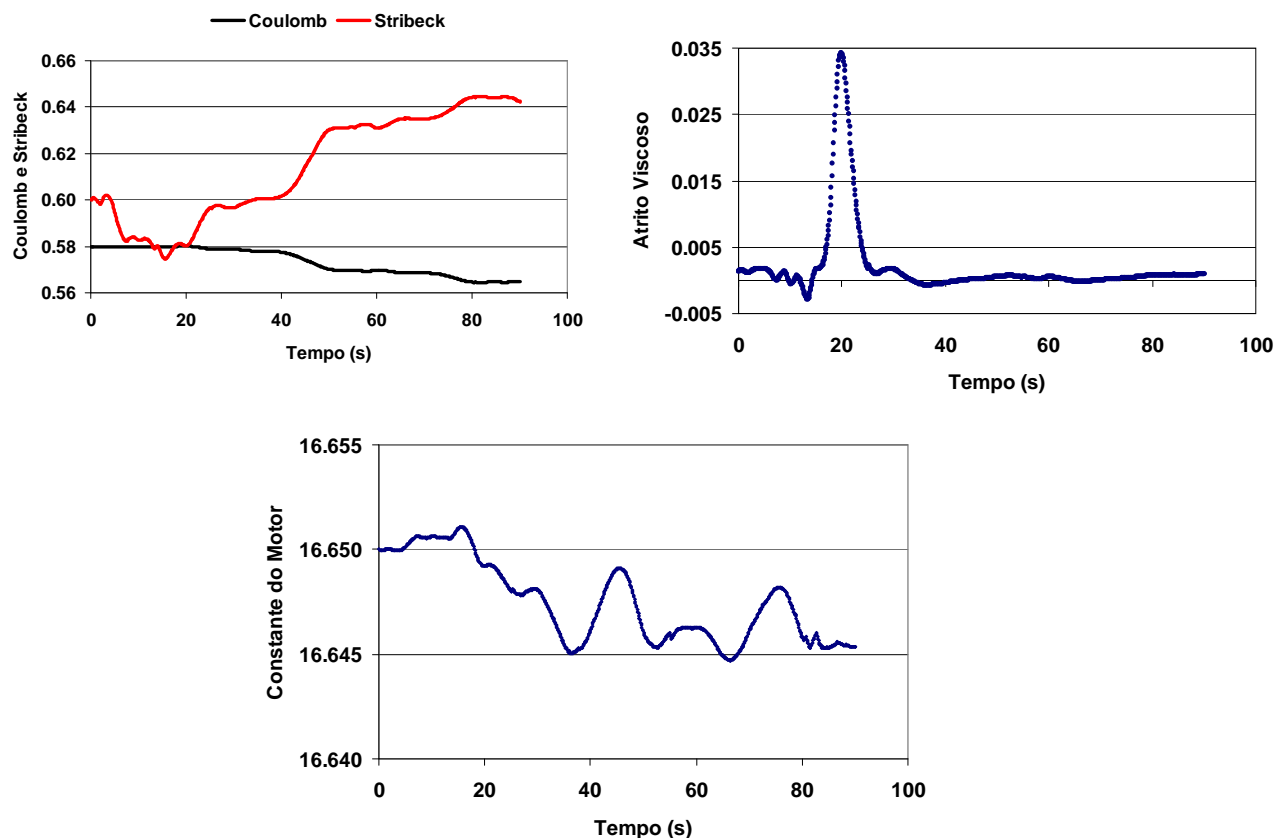 Coulomb Stribeck
Coulomb e Stribeck
0.66
0.64
0.62
0.60
0.58
0.56
0 20 40 60 80 100
Tempo (s)
Atrito Viscoso
0.035
0.025
0.015
0.005
-0.005
0 20 40 60 80 100
Tempo (s)
Constante do Motor
16.655
16.650
16.645
16.640
0 20 40 60 80 100
Tempo (s)